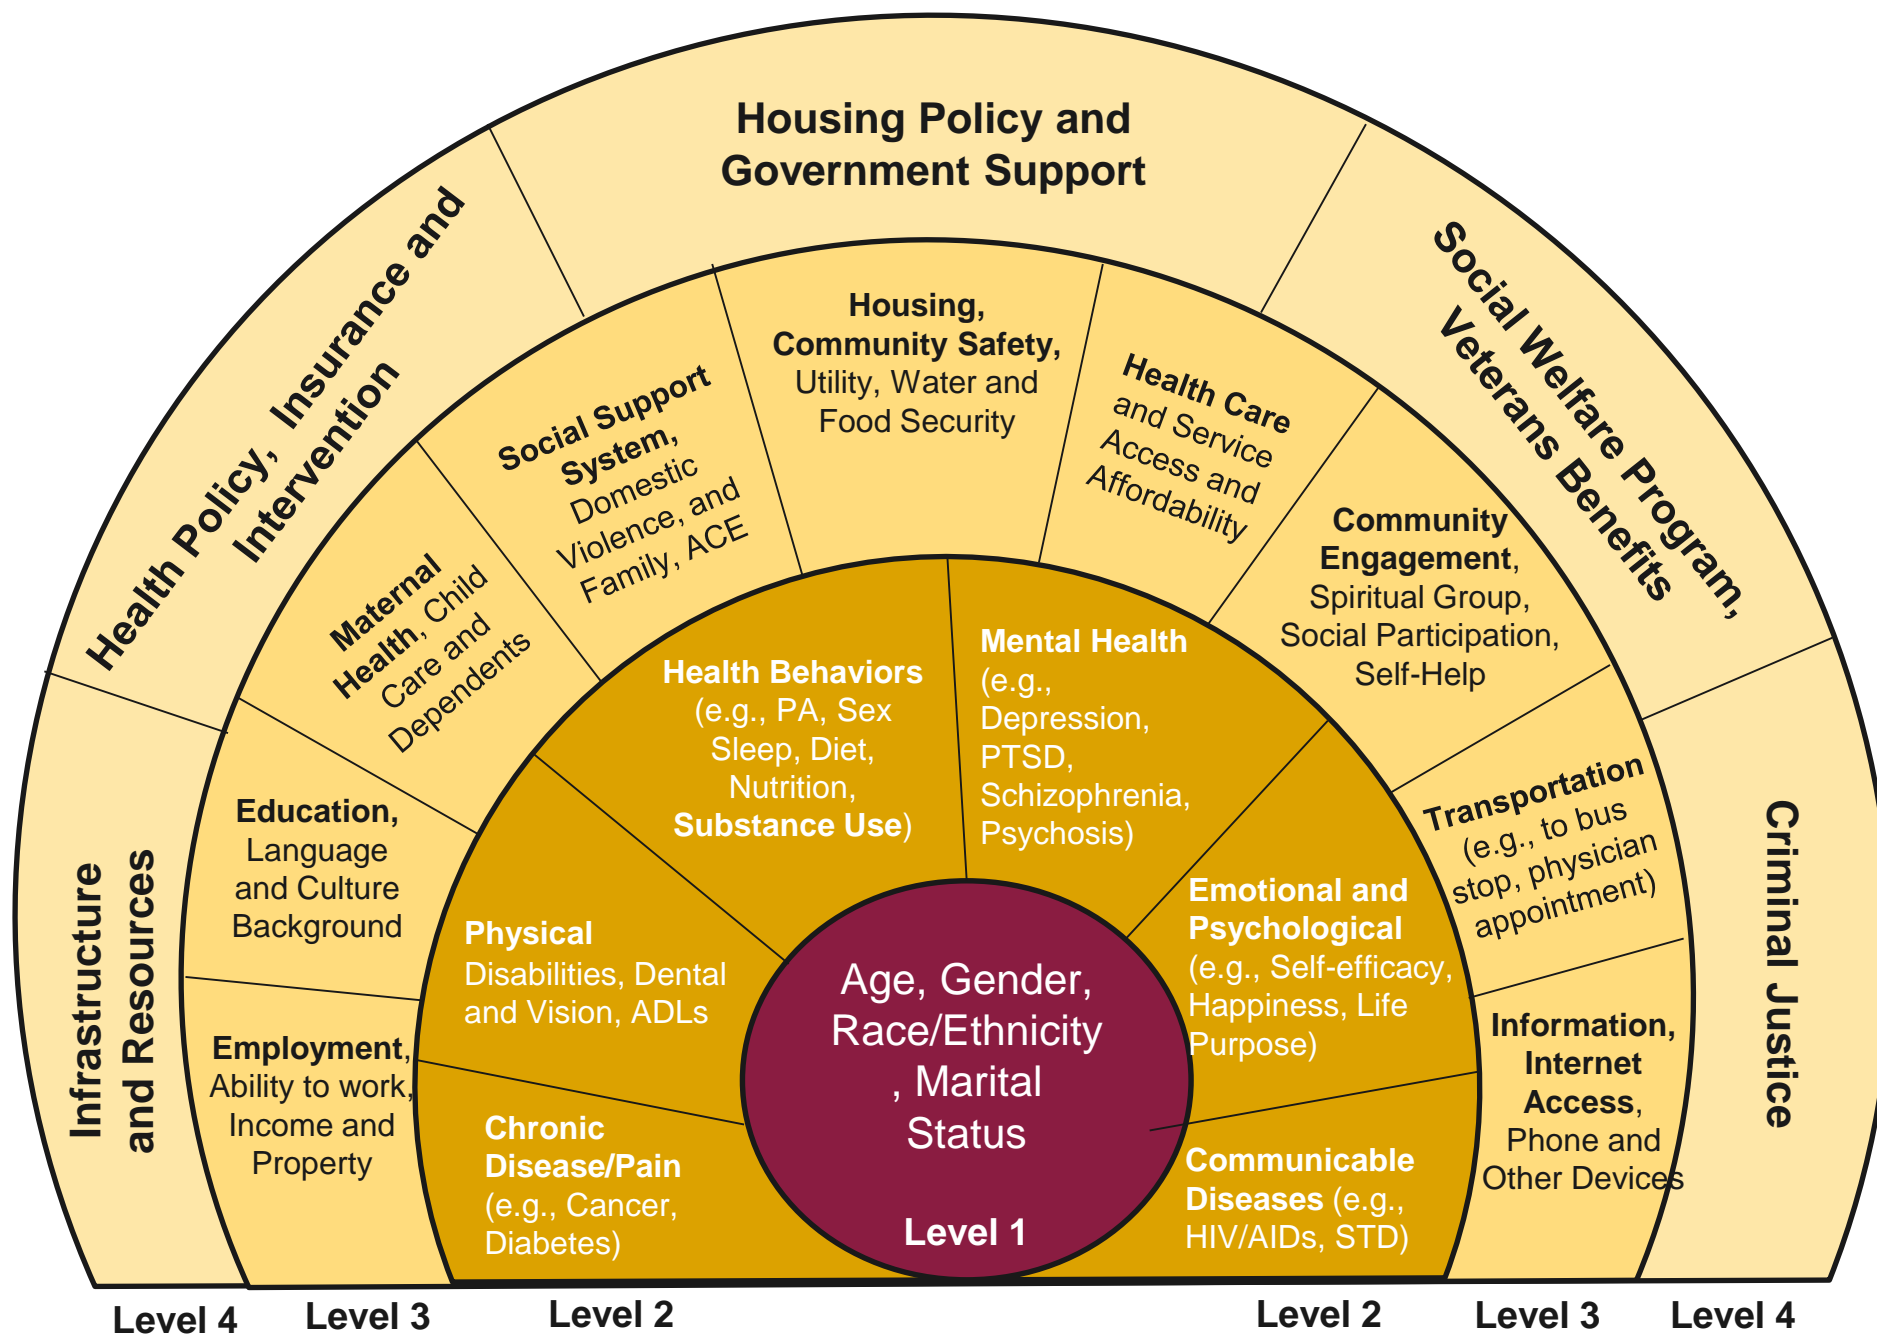 Housing Policy and
Government Support
Health Policy, Insurance and
Intervention
Social Welfare Program,
Veterans Benefits
Infrastructure
and Resources
Criminal Justice
Housing,
Community Safety,
Utility, Water and
Food Security
Social Support
System,
Domestic
Violence, and
Family, ACE
Health Care
and Service
Access and
Affordability
Maternal
Health, Child
Care and
Dependents
Community
Engagement,
Spiritual Group,
Social Participation,
Self-Help
Education,
Language
and Culture
Background
Transportation
(e.g., to bus
stop, physician
appointment)
Employment,
Ability to work,
Income and
Property
Information,
Internet
Access,
Phone and
Other Devices
Health Behaviors
(e.g., PA, Sex
Sleep, Diet,
Nutrition,
Substance Use)
Mental Health
(e.g.,
Depression,
PTSD,
Schizophrenia,
Psychosis)
Physical
Disabilities, Dental
and Vision, ADLs
Emotional and
Psychological
(e.g., Self-efficacy,
Happiness, Life
Purpose)
Chronic
Disease/Pain
(e.g., Cancer,
Diabetes)
Communicable
Diseases (e.g.,
HIV/AIDs, STD)
Age, Gender,
Race/Ethnicity
, Marital
Status
Level 1
Level 4
Level 3
Level 2
Level 2
Level 3
Level 4